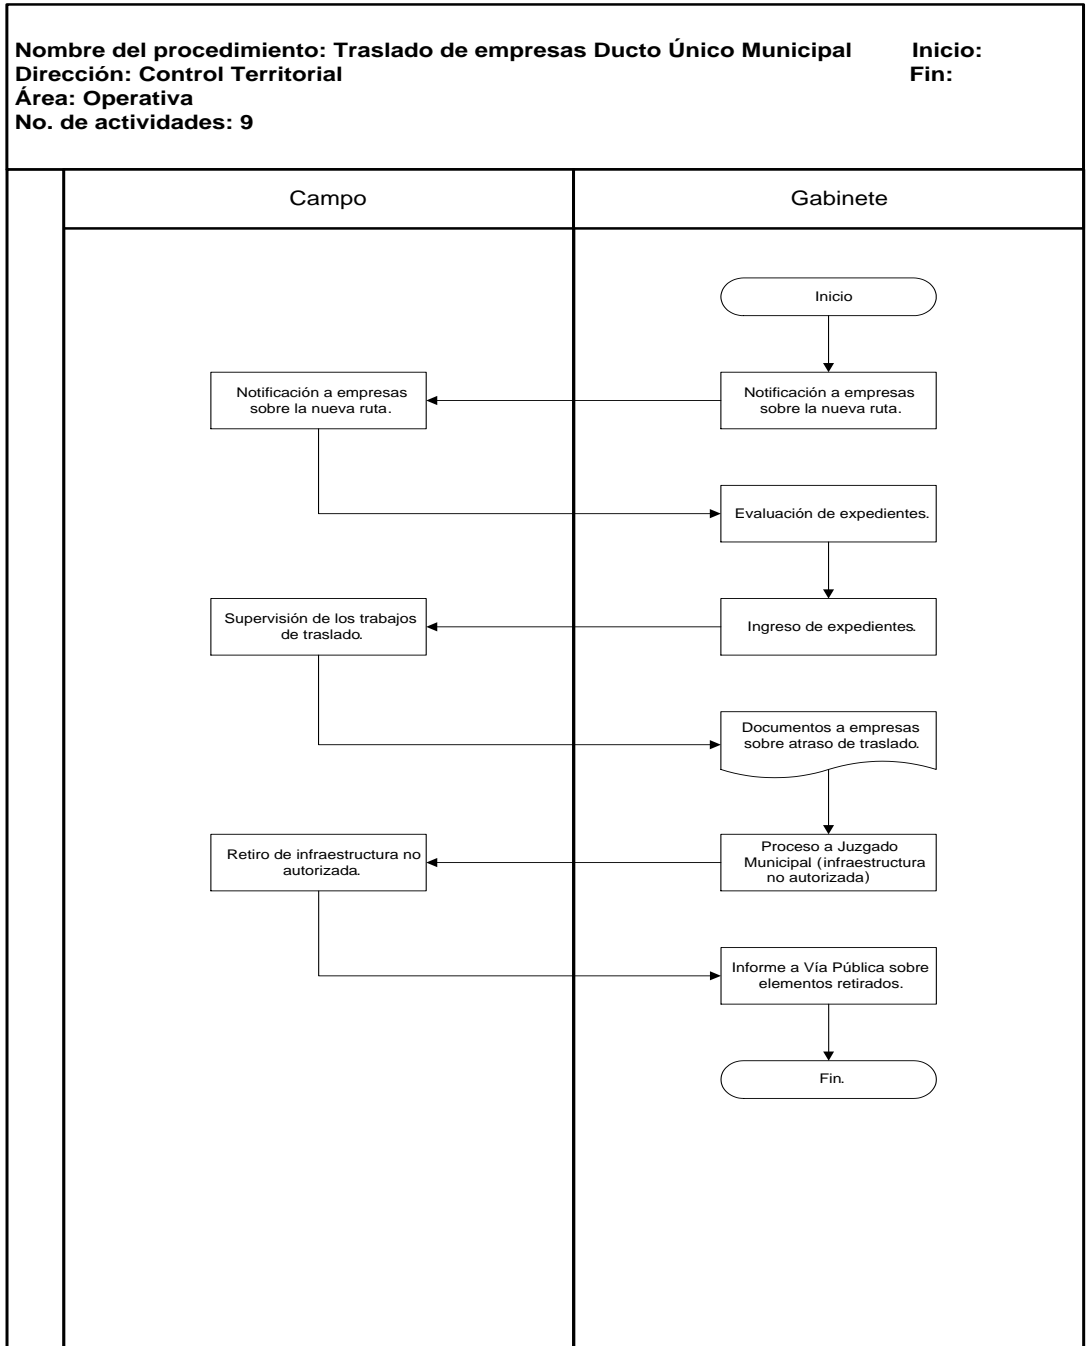 Nombre del procedimiento: Traslado de empresas Ducto Único Municipal Inicio:
Dirección: Control Territorial Fin:
Área: Operativa
No. de actividades: 9
Campo
Gabinete
Inicio
Notificación a empresas
sobre la nueva ruta.
Notificación a empresas
sobre la nueva ruta.
Evaluación de expedientes.
Supervisión de los trabajos
de traslado.
Ingreso de expedientes.
Documentos a empresas
sobre atraso de traslado.
Retiro de infraestructura no
autorizada.
Proceso a Juzgado
Municipal (infraestructura
no autorizada)
Informe a Vía Pública sobre
elementos retirados.
Fin.